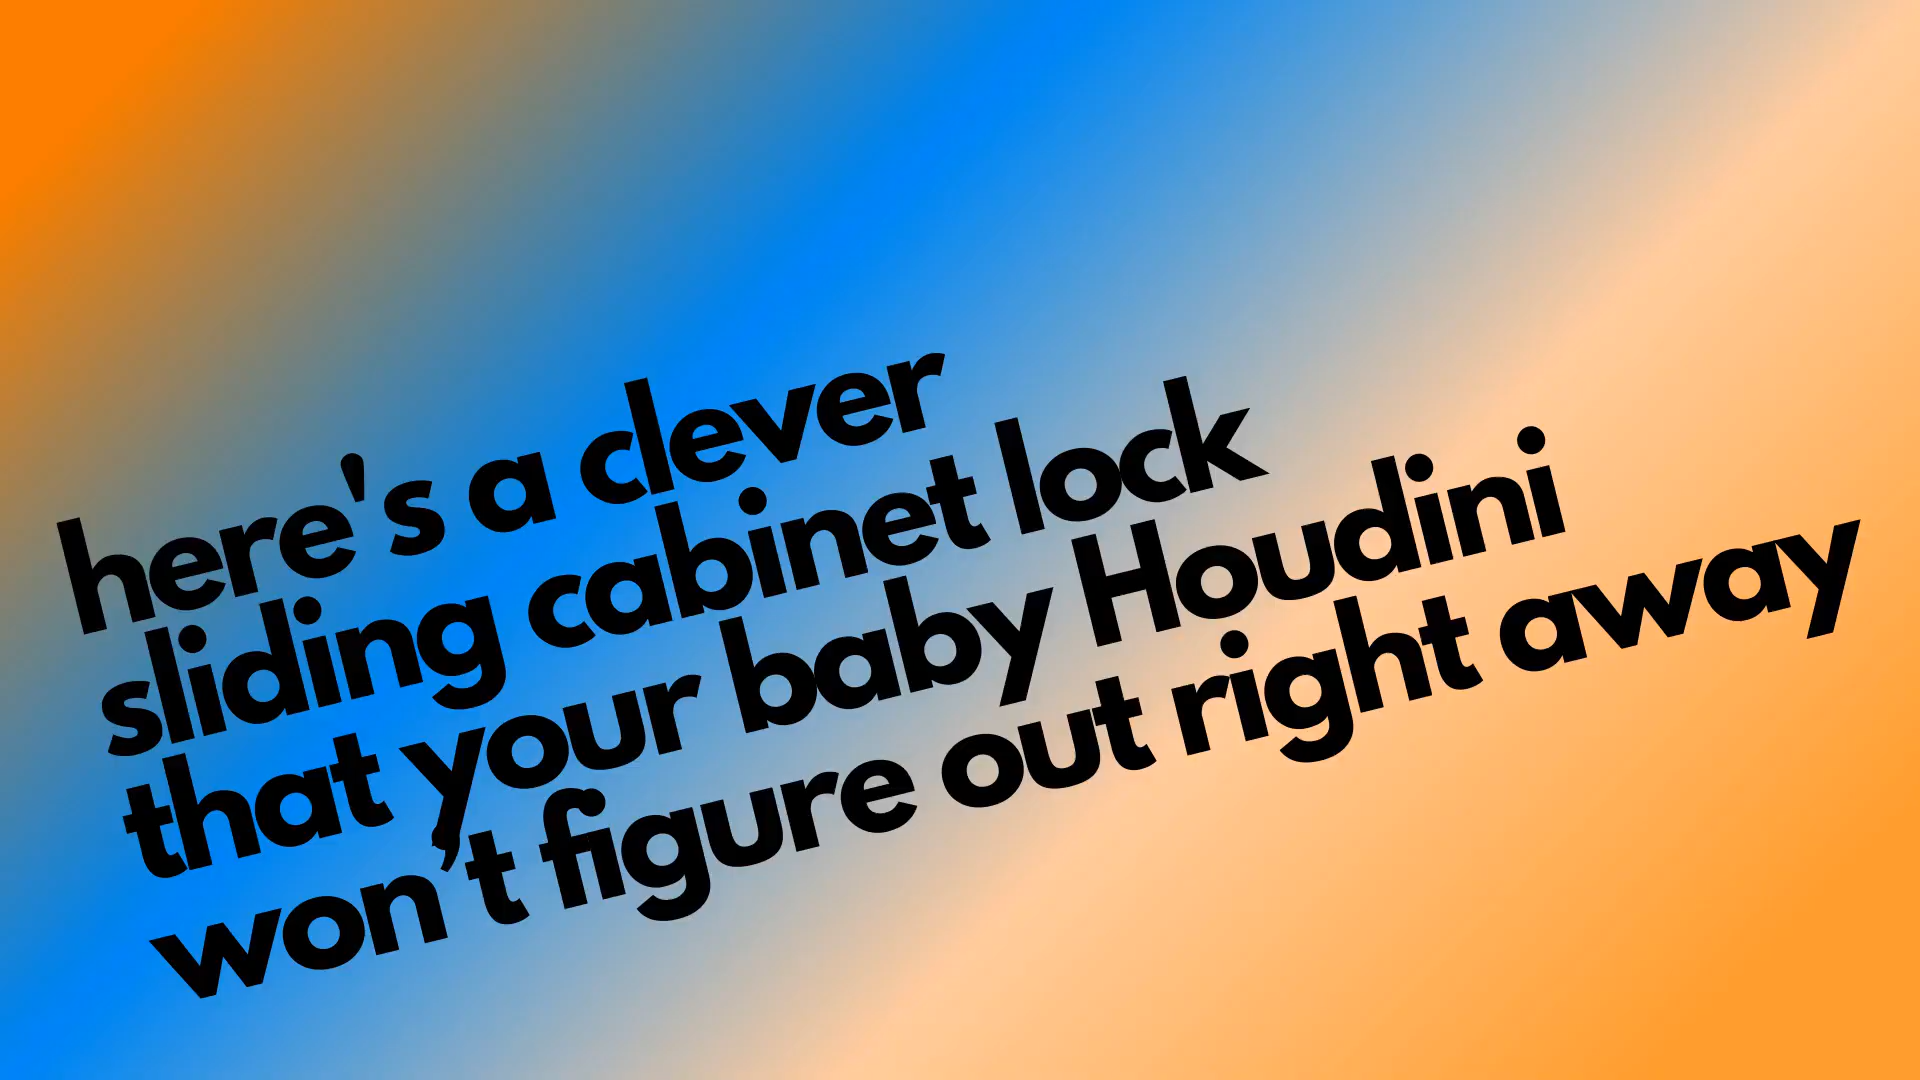 here's a clever
sliding cabinet lock
that your baby Houdini
won’t figure out right away